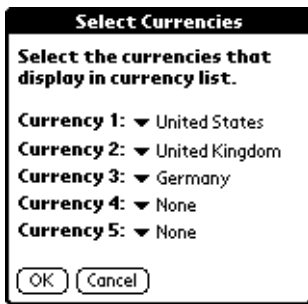 Select Currencies
Select the currencies that
display in currency list.
Currency 1: United States
Currency 2: United Kingdom
Currency 3: Germany
Currency 4: None
Currency 5: None
OK Cancel